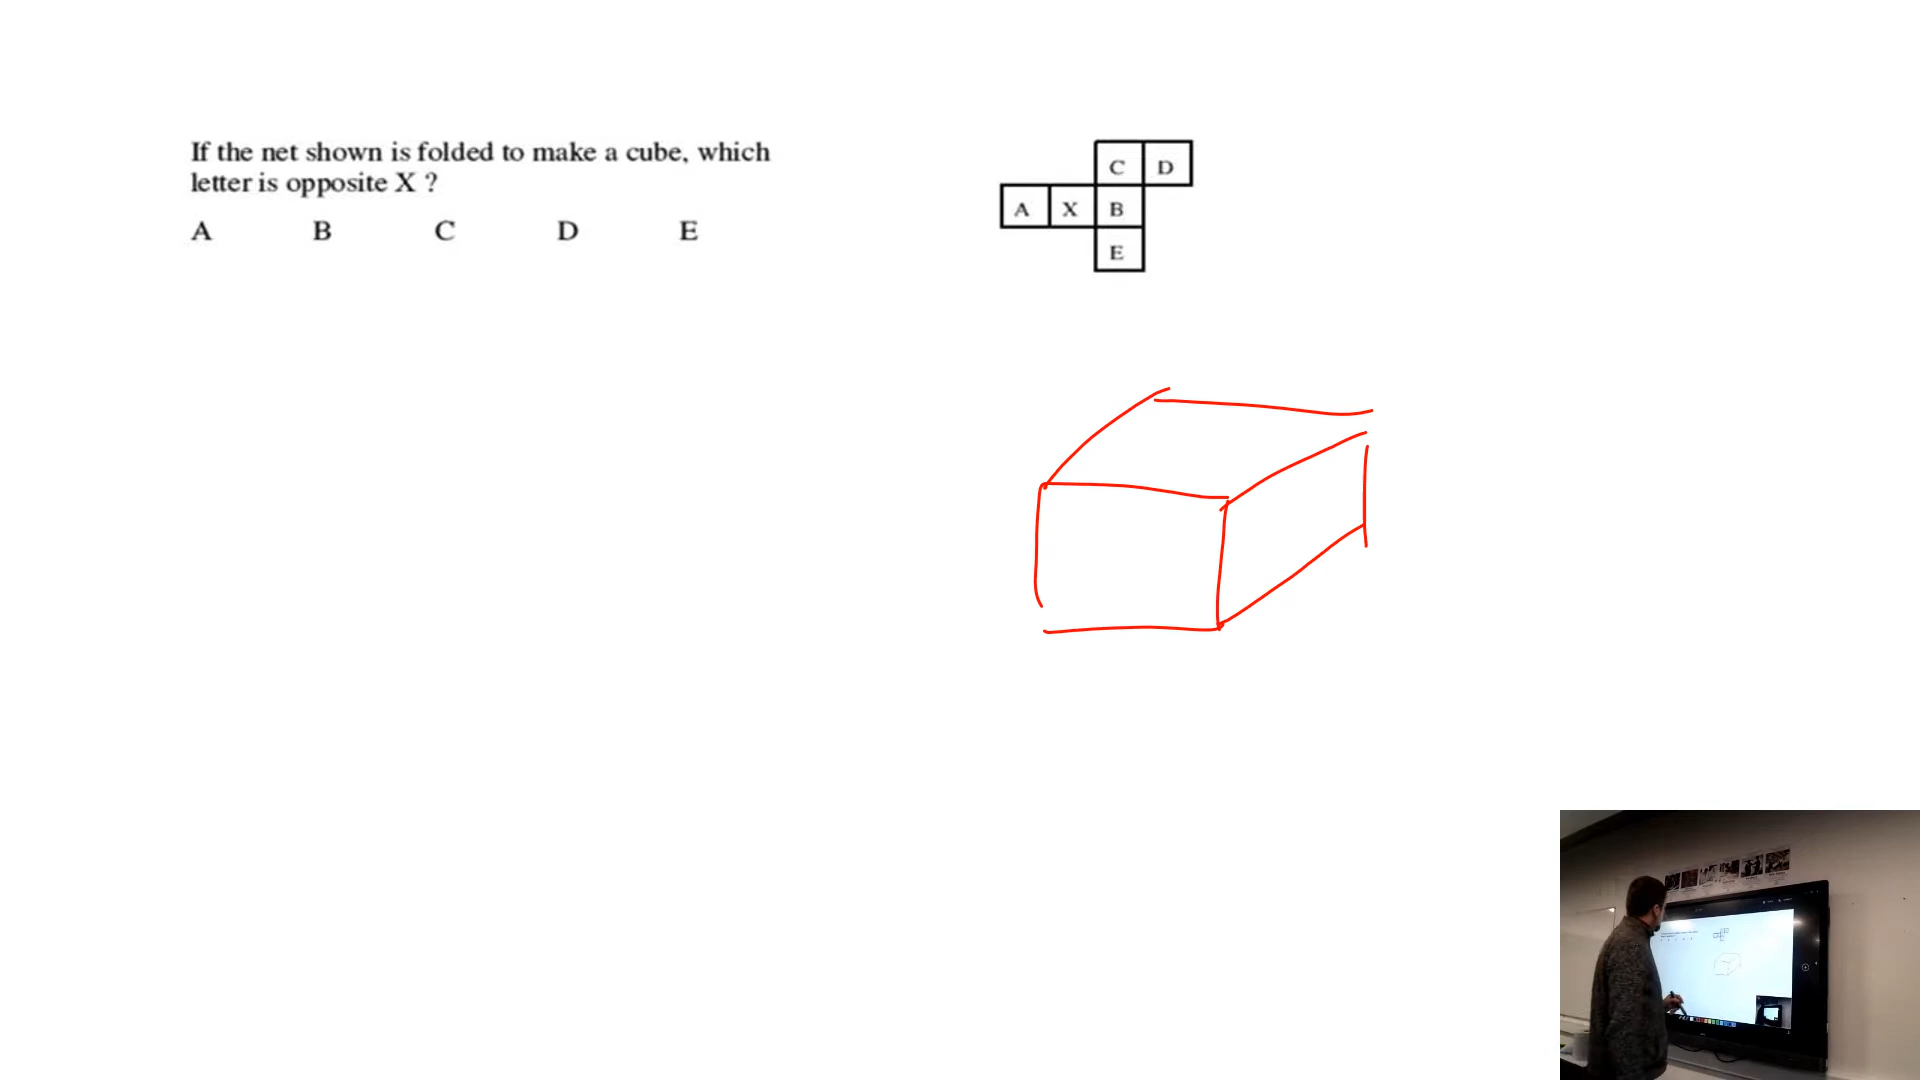 If the net shown is folded to make a cube, which
letter is opposite X ?
A B C D E
C D
A X B
E